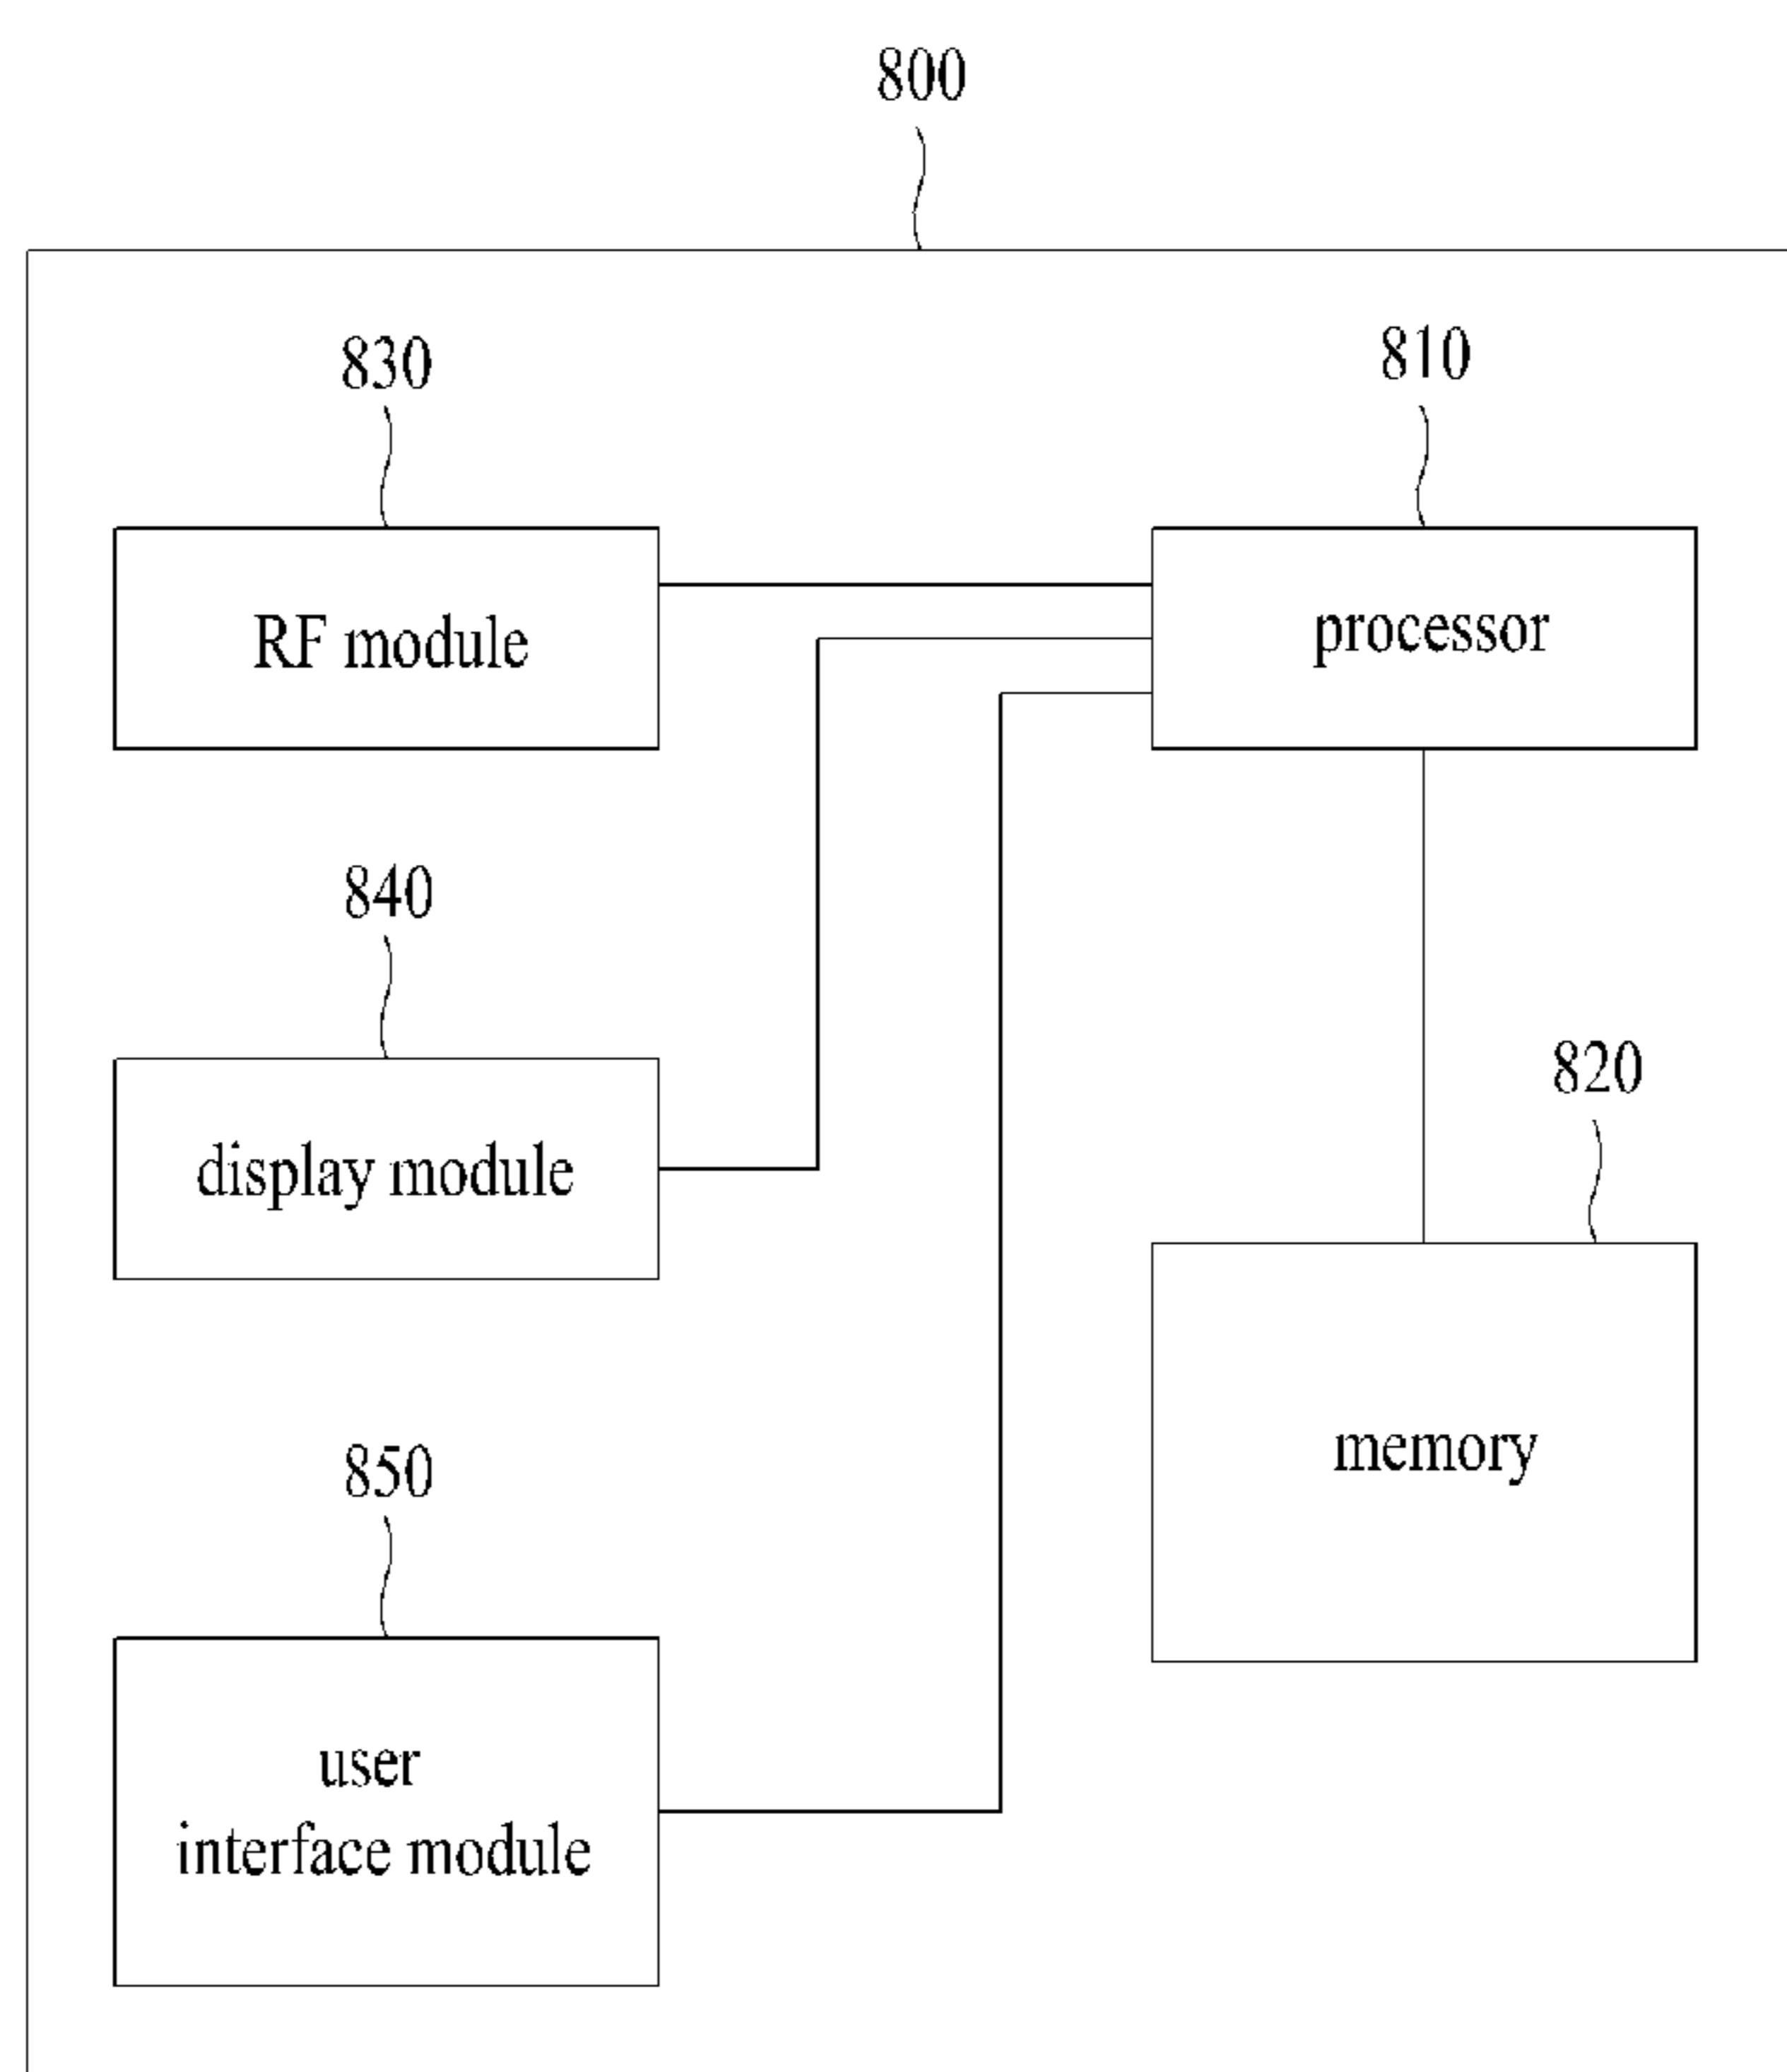 800
830
810
RF module
processor
840
820
display module
memory
850
user
interface module